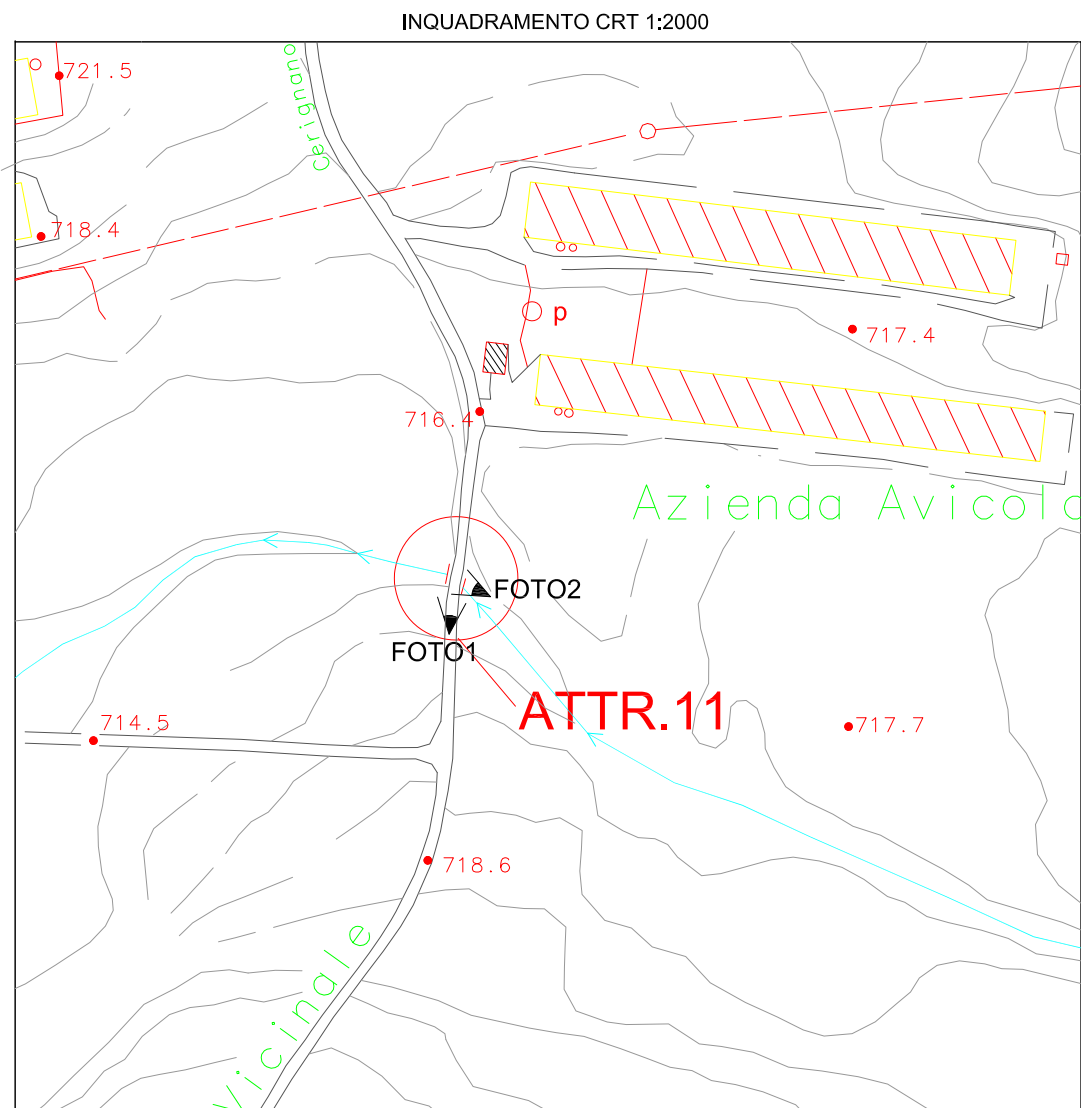 INQUADRAMENTO CRT 1:2000
721.5
Cerignano
718.4
p
717.4
716.4
Azienda Avicola
FOTO2
FOTO1
ATTR.11
714.5
717.7
718.6
Vicinale